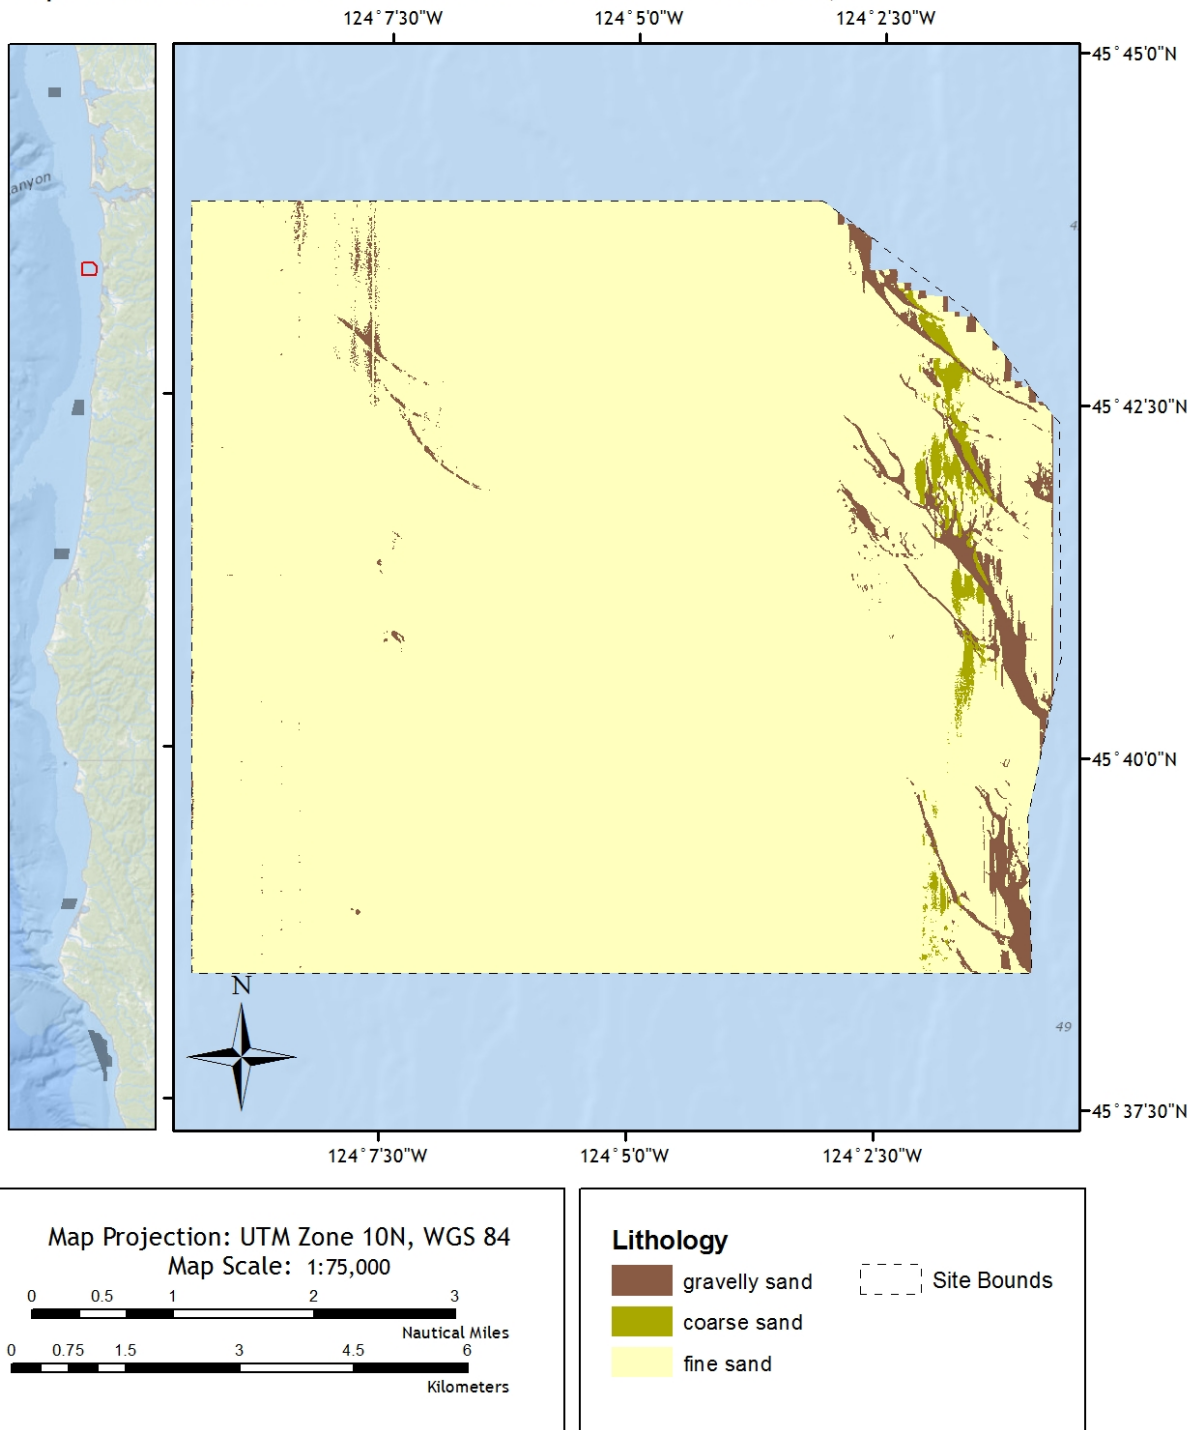 124°7'30"W 124°5'0"W 124°2'30"W
45°45'0"N
anyon
4
45°42'30"N
45°40'0"N
N
49
45°37'30"N
124°7'30"W 124°5'0"W 124°2'30"W
Map Projection: UTM Zone 10N, WGS 84
Map Scale: 1:75,000
0 0.5 1 2 3
Nautical Miles
0 0.75 1.5 3 4.5 6
Kilometers
Lithology
gravelly sand
coarse sand
fine sand
Site Bounds